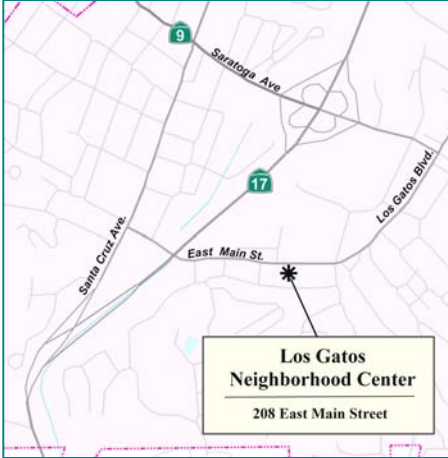 9
Saratoga Ave
17
Los Gatos Blvd.
Santa Cruz Ave.
East Main St.
Los Gatos
Neighborhood Center
208 East Main Street